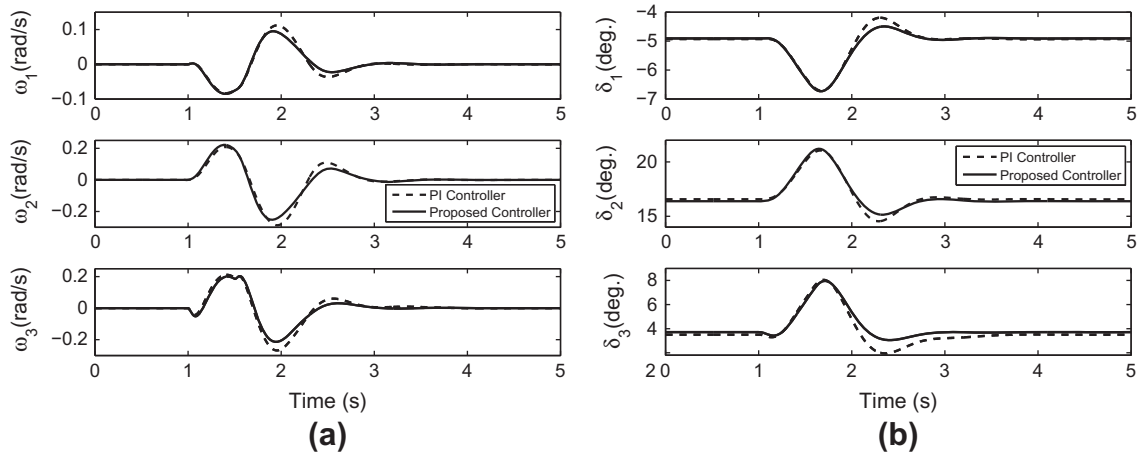 0.1
0
−0.1
ω1(rad/s)
0 1 2 3 4 5
0.2
0
−0.2
ω2(rad/s)
PI Controller
Proposed Controller
0 1 2 3 4 5
0.2
0
−0.2
ω3(rad/s)
0 1 2 3 4 5
Time (s)
(a)
−4
−5
−6
−7
δ1(deg.)
0 1 2 3 4 5
20
15
δ2(deg.)
PI Controller
Proposed Controller
0 1 2 3 4 5
8
6
4
2
δ3(deg.)
0 1 2 3 4 5
Time (s)
(b)